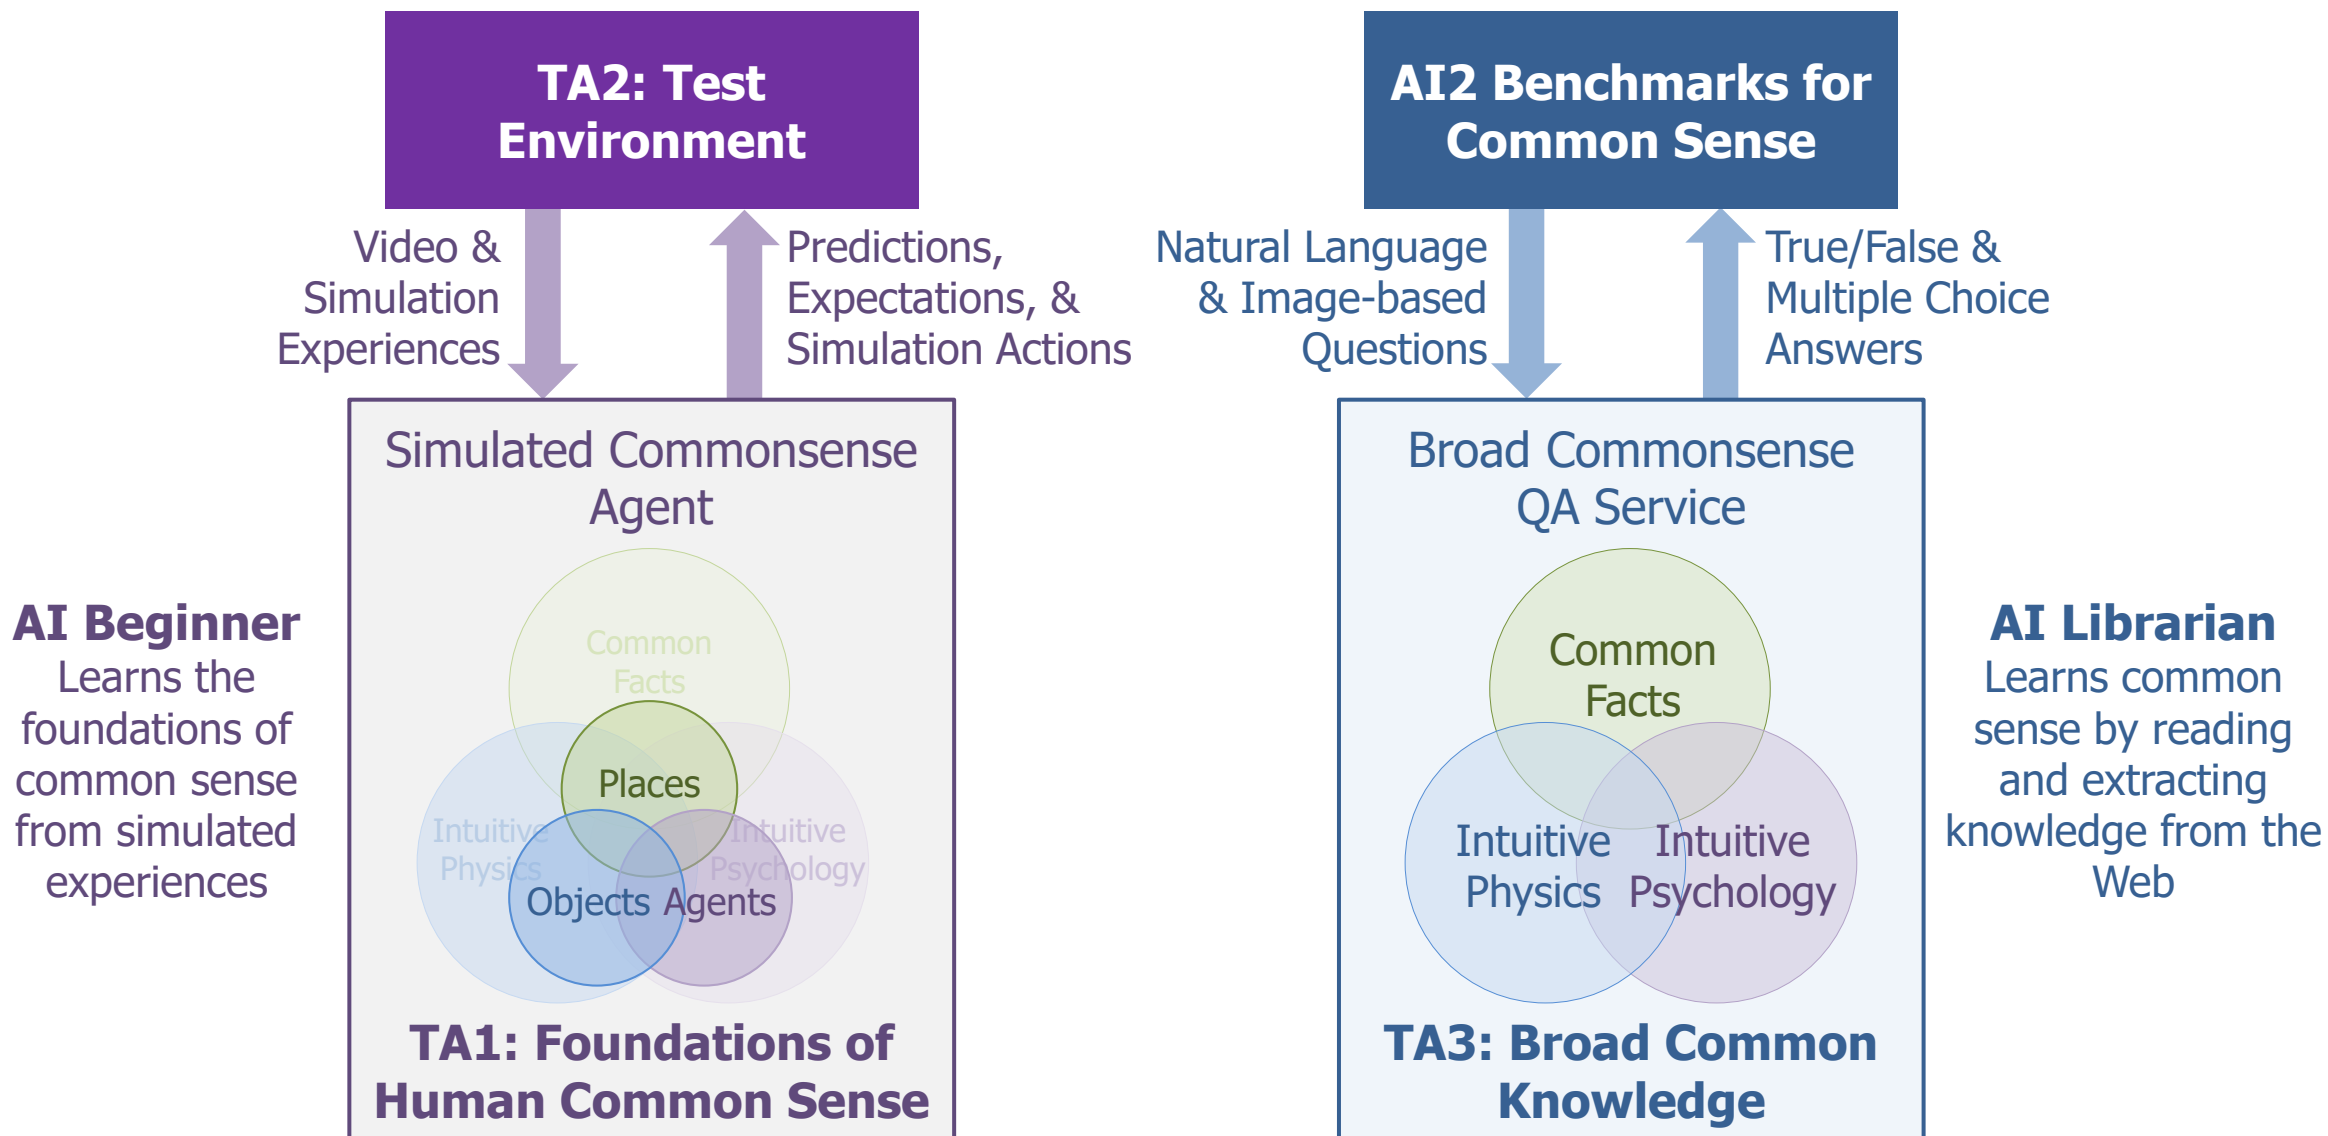 TA2: Test
Environment
Video &
Simulation
Experiences
Predictions,
Expectations, &
Simulation Actions
Simulated Commonsense
Agent
Common
Facts
Places
Intuitive
Physics
Intuitive
Psychology
Objects
Agents
TA1: Foundations of
Human Common Sense
AI Beginner
Learns the
foundations of
common sense
from simulated
experiences
AI2 Benchmarks for
Common Sense
Natural Language
& Image-based
Questions
True/False &
Multiple Choice
Answers
Broad Commonsense
QA Service
Common
Facts
Intuitive
Physics
Intuitive
Psychology
TA3: Broad Common
Knowledge
AI Librarian
Learns common
sense by reading
and extracting
knowledge from the
Web